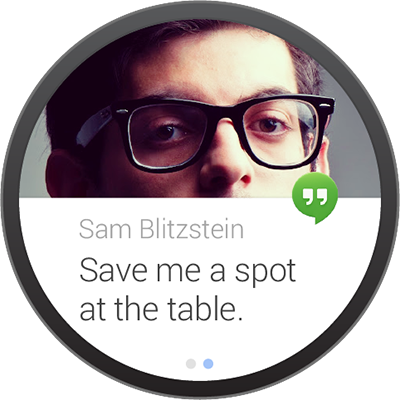 Sam Blitzstein
Save me a spot
at the table.